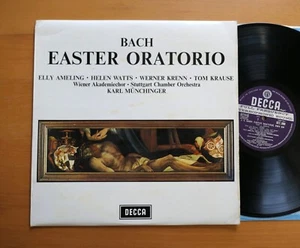 BACH
EASTER ORATORIO
ELLY AMELING · HELEN WATTS · WERNER KRENN · TOM KRAUSE
Wiener Akademiechor · Stuttgart Chamber Orchestra
KARL MÜNCHINGER
DECCA
DECCA